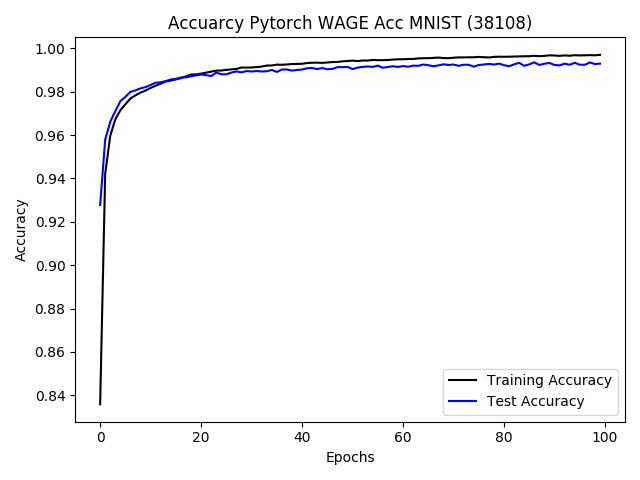 Accuarcy Pytorch WAGE Acc MNIST (38108)
1.00
0.98
0.96
0.94
0.92
0.90
0.88
0.86
0.84
Accuracy
Training Accuracy
Test Accuracy
0 20 40 60 80 100
Epochs